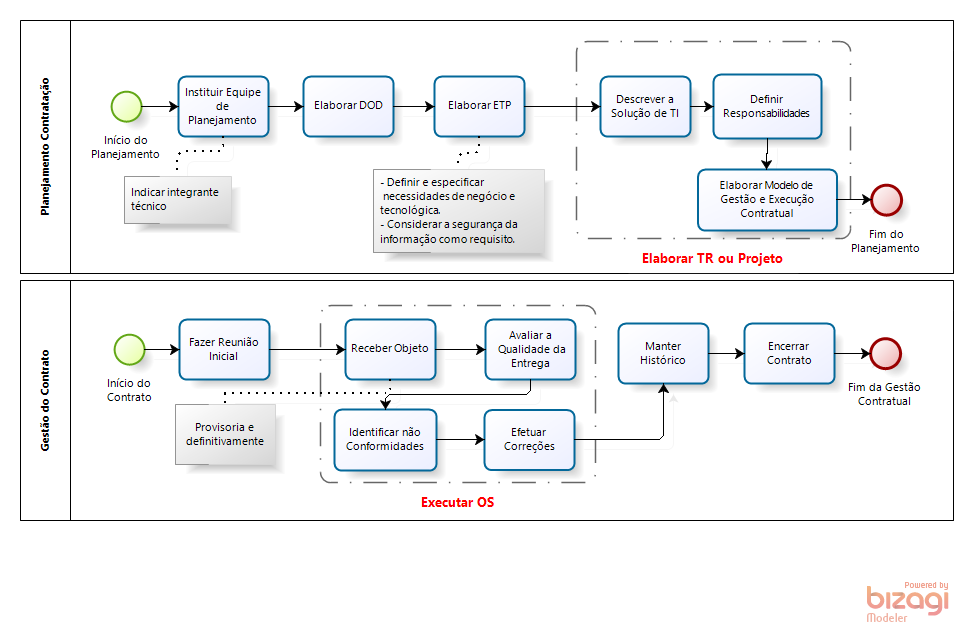 Planejamento Contratação
Início do
Planejamento
Instituir Equipe
de
Planejamento
Elaborar DOD
Elaborar ETP
Descrever a
Solução de TI
Definir
Responsabilidades
Indicar integrante
técnico
- Definir e especificar
necessidades de negócio e
tecnológica.
- Considerar a segurança da
informação como requisito.
Elaborar Modelo de
Gestão e Execução
Contratual
Fim do
Planejamento
Elaborar TR ou Projeto
Gestão do Contrato
Início do
Contrato
Fazer Reunião
Inicial
Receber Objeto
Avaliar a
Qualidade da
Entrega
Manter
Histórico
Encerrar
Contrato
Fim da Gestão
Contratual
Provisoria e
definitivamente
Identificar não
Conformidades
Efetuar
Correções
Executar OS
Powered by
bizagi
Modeler